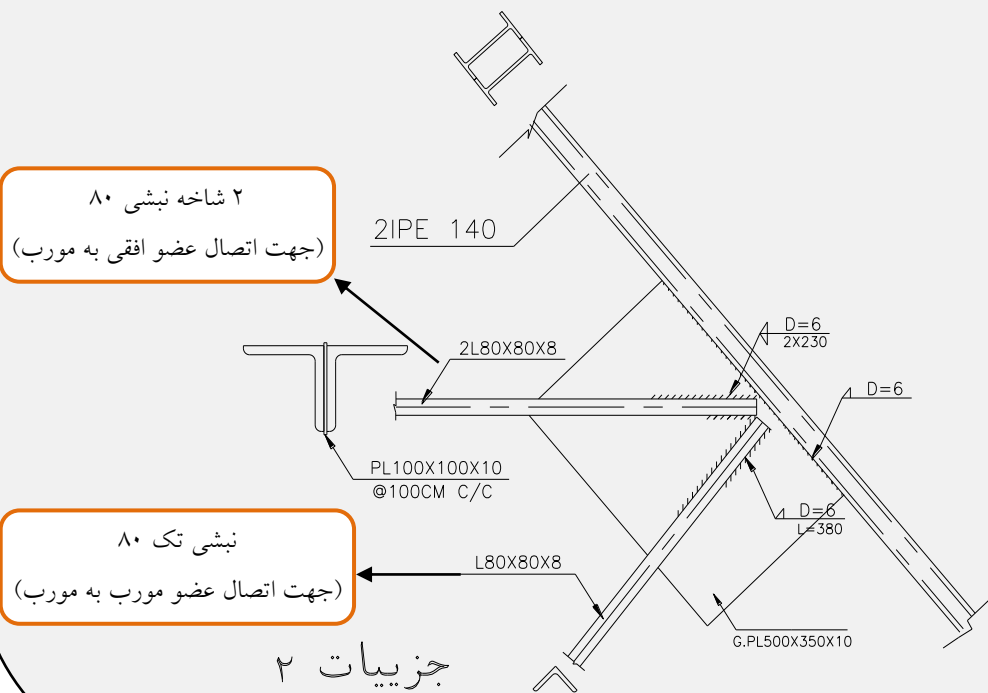 ۲ شاخه نبشی ۸۰
(جهت اتصال عضو افقی به مورب)
2IPE 140
D=6
2X230
2L80X80X8
D=6
PL100X100X10
@100CM C/C
D=6
L=380
نبشی تک ۸۰
(جهت اتصال عضو مورب به مورب)
L80X80X8
G.PL500X350X10
جزییات ۲